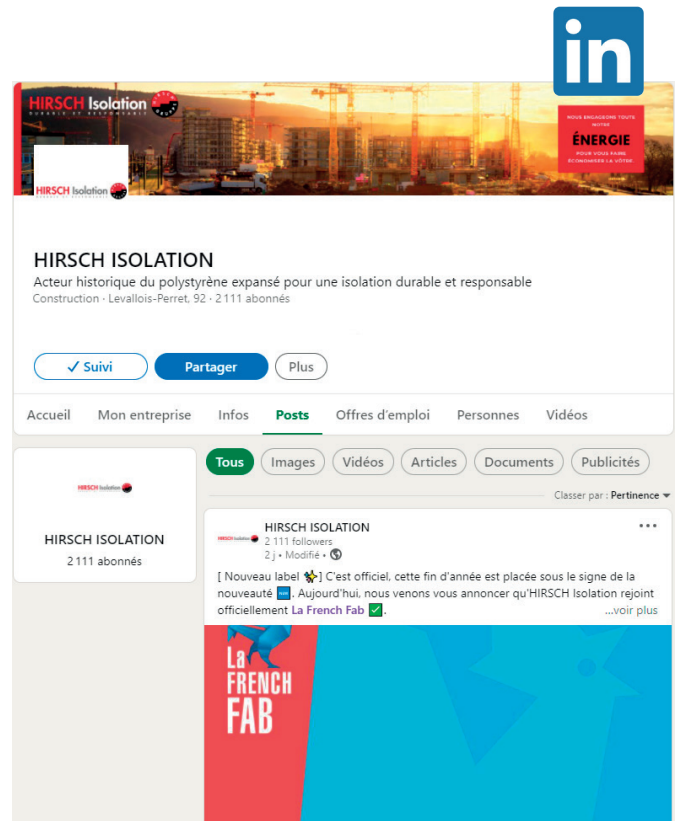 in
HIRSCH Isolation
DURABLE ET RESPONSABLE
NOUS ENGAGEONS TOUTE
NOTRE
ÉNERGIE
POUR VOUS FAIRE
ÉCONOMISER LA VÔTRE
HIRSCH Isolation
HIRSCH ISOLATION
Acteur historique du polystyrène expansé pour une isolation durable et responsable
Construction · Levallois-Perret, 92 · 2 111 abonnés
✓ Suivi Partager Plus
Accueil Mon entreprise Infos Posts Offres d'emploi Personnes Vidéos
Tous Images Vidéos Articles Documents Publicités
Classer par : Pertinence
HIRSCH Isolation
HIRSCH ISOLATION
2 111 abonnés
HIRSCH Isolation
HIRSCH ISOLATION
2 111 followers
2 j • Modifié •
[ Nouveau label ✨] C'est officiel, cette fin d'année est placée sous le signe de la
nouveauté. Aujourd'hui, nous venons vous annoncer qu'HIRSCH Isolation rejoint
officiellement La French Fab ✅. ...voir plus
La
FRENCH
FAB